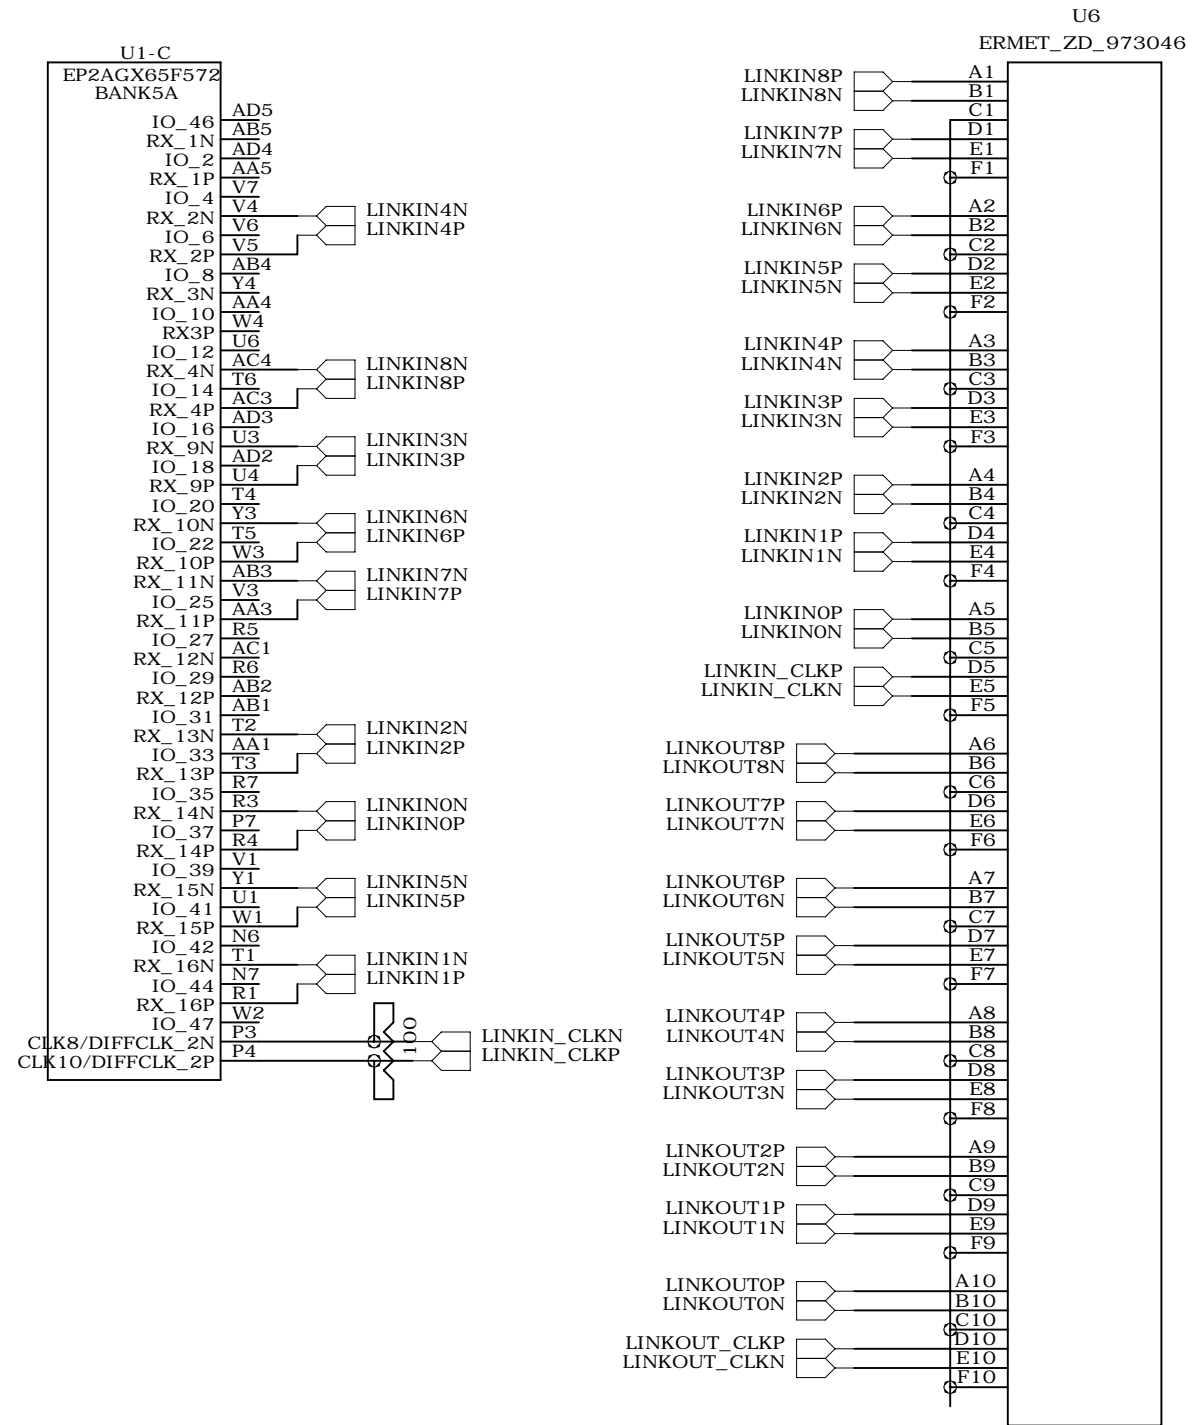 U1-C
EP2AGX65F572
BANK5A
IO_46 AD5
RX_1N AB5
IO_2 AD4
RX_1P AA5
IO_4 V7
RX_2N V4 LINKIN4N
IO_6 V6 LINKIN4P
RX_2P V5
IO_8 AB4
RX_3N Y4
IO_10 AA4
RX3P W4
IO_12 U6
RX_4N AC4 LINKIN8N
IO_14 T6 LINKIN8P
RX_4P AC3
IO_16 AD3
RX_9N U3 LINKIN3N
IO_18 AD2 LINKIN3P
RX_9P U4
IO_20 T4
RX_10N Y3 LINKIN6N
IO_22 T5 LINKIN6P
RX_10P W3
RX_11N AB3 LINKIN7N
IO_25 V3 LINKIN7P
RX_11P AA3
IO_27 R5
RX_12N AC1
IO_29 R6
RX_12P AB2
IO_31 AB1
RX_13N T2 LINKIN2N
IO_33 AA1 LINKIN2P
RX_13P T3
IO_35 R7
RX_14N R3 LINKIN0N
IO_37 P7 LINKIN0P
RX_14P R4
IO_39 V1
RX_15N Y1 LINKIN5N
IO_41 U1 LINKIN5P
RX_15P W1
IO_42 N6
RX_16N T1 LINKIN1N
IO_44 N7 LINKIN1P
RX_16P R1
IO_47 W2
CLK8/DIFFCLK_2N P3 LINKIN_CLKN
CLK10/DIFFCLK_2P P4 LINKIN_CLKP
100
U6
ERMET_ZD_973046
LINKIN8P A1
LINKIN8N B1
C1
LINKIN7P D1
LINKIN7N E1
F1
LINKIN6P A2
LINKIN6N B2
C2
LINKIN5P D2
LINKIN5N E2
F2
LINKIN4P A3
LINKIN4N B3
C3
LINKIN3P D3
LINKIN3N E3
F3
LINKIN2P A4
LINKIN2N B4
C4
LINKIN1P D4
LINKIN1N E4
F4
LINKIN0P A5
LINKIN0N B5
C5
LINKIN_CLKP D5
LINKIN_CLKN E5
F5
LINKOUT8P A6
LINKOUT8N B6
C6
LINKOUT7P D6
LINKOUT7N E6
F6
LINKOUT6P A7
LINKOUT6N B7
C7
LINKOUT5P D7
LINKOUT5N E7
F7
LINKOUT4P A8
LINKOUT4N B8
C8
LINKOUT3P D8
LINKOUT3N E8
F8
LINKOUT2P A9
LINKOUT2N B9
C9
LINKOUT1P D9
LINKOUT1N E9
F9
LINKOUT0P A10
LINKOUT0N B10
C10
LINKOUT_CLKP D10
LINKOUT_CLKN E10
F10